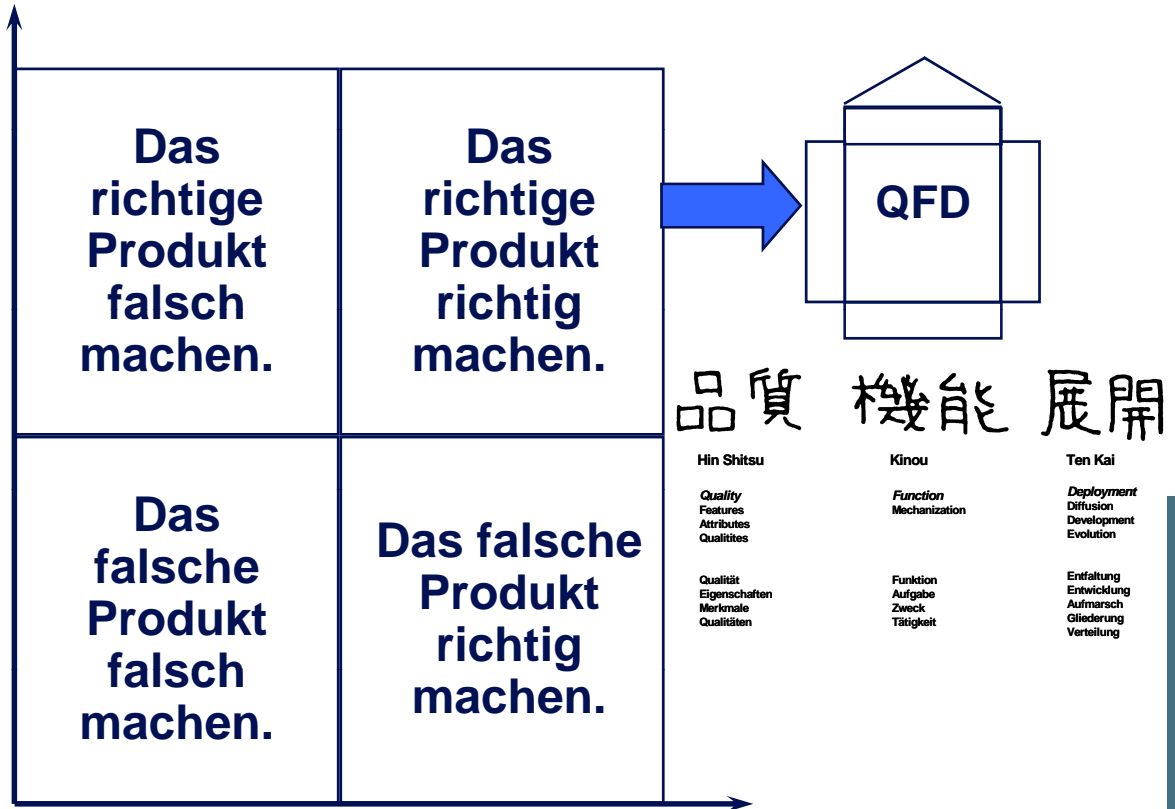 Das
richtige
Produkt
falsch
machen.
Das
richtige
Produkt
richtig
machen.
QFD
品質 機能 展開
Hin Shitsu
Kinou
Ten Kai
Quality
Features
Attributes
Qualitites
Function
Mechanization
Deployment
Diffusion
Development
Evolution
Qualität
Eigenschaften
Merkmale
Qualitäten
Funktion
Aufgabe
Zweck
Tätigkeit
Entfaltung
Entwicklung
Aufmarsch
Gliederung
Verteilung
Das
falsche
Produkt
falsch
machen.
Das falsche
Produkt
richtig
machen.